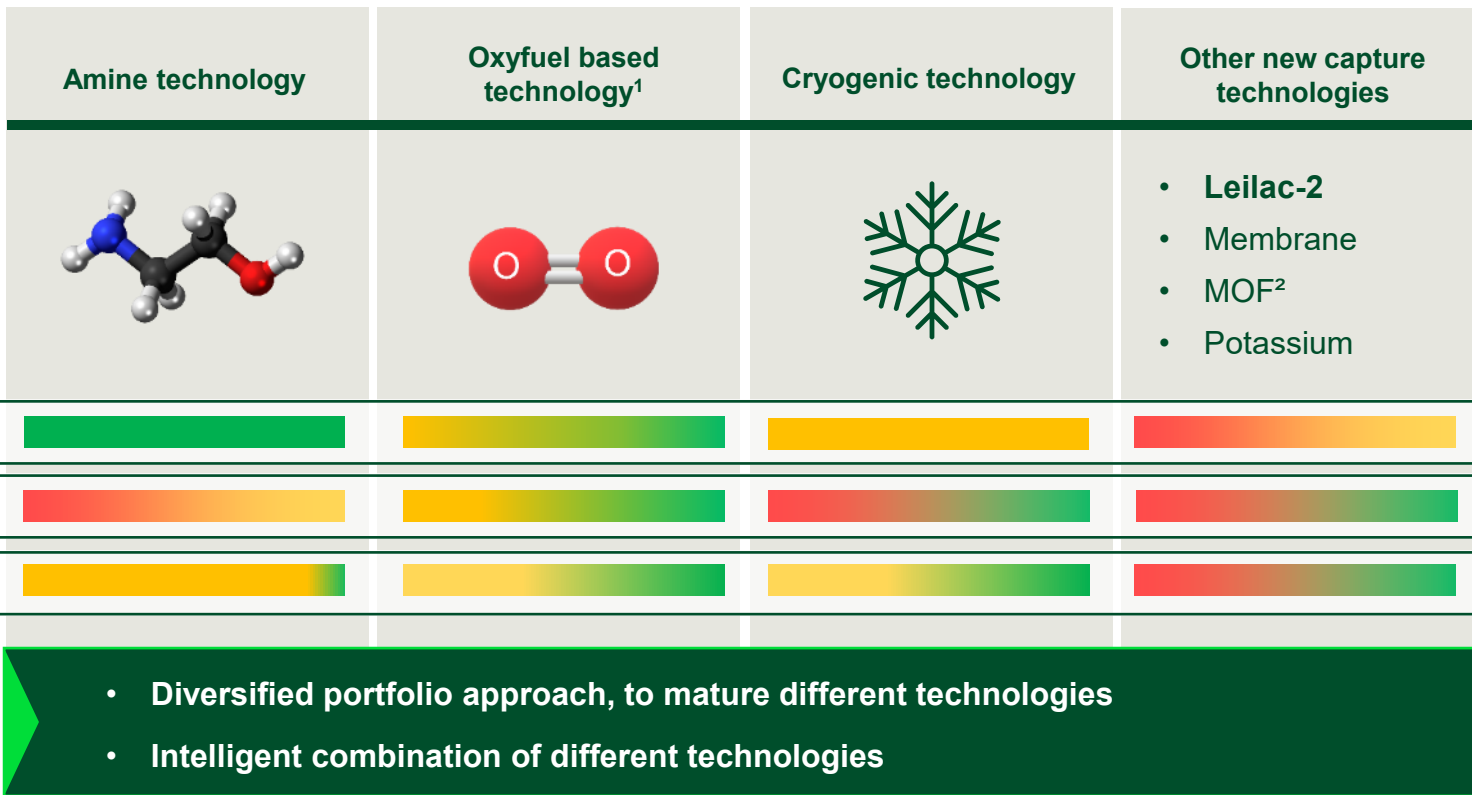 Amine technology
Oxyfuel based
technology¹
Cryogenic technology
Other new capture
technologies
O O
• Leilac-2
• Membrane
• MOF²
• Potassium
• Diversified portfolio approach, to mature different technologies
• Intelligent combination of different technologies